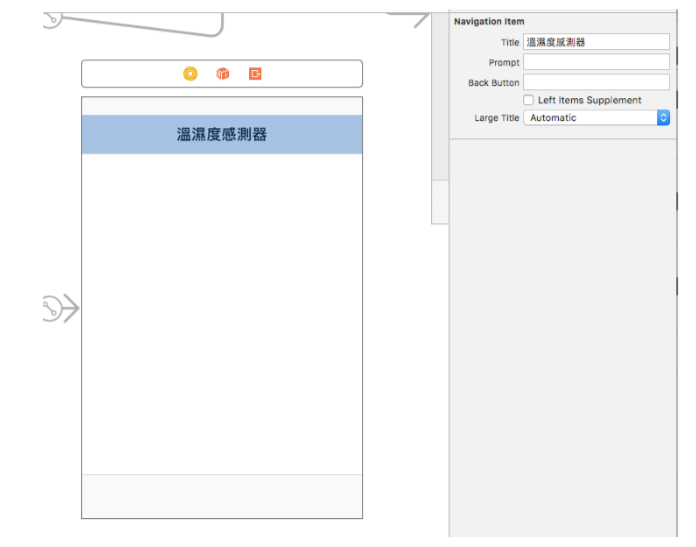 Navigation Item
Title 溫濕度感測器
Prompt
Back Button
Left Items Supplement
Large Title Automatic
溫濕度感測器